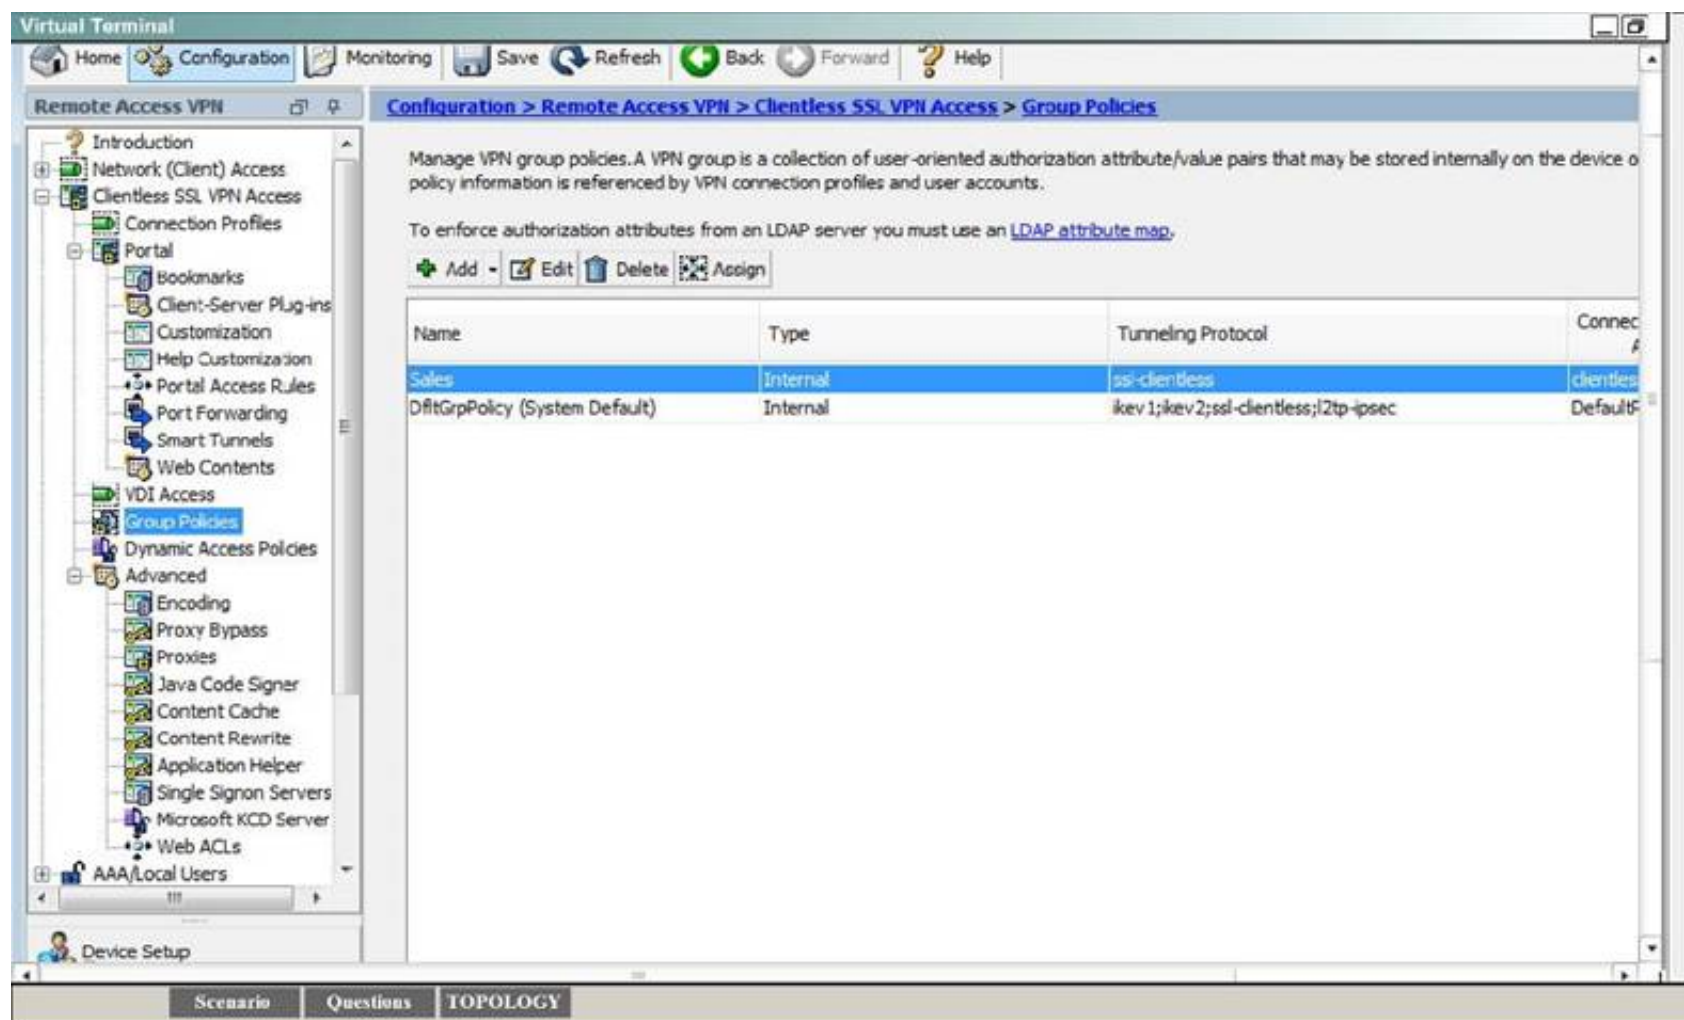 Virtual Terminal
Home Configuration Monitoring Save Refresh Back Forward Help
Remote Access VPN
Introduction
Network (Client) Access
Clientless SSL VPN Access
Connection Profiles
Portal
Bookmarks
Client-Server Plug-ins
Customization
Help Customization
Portal Access Rules
Port Forwarding
Smart Tunnels
Web Contents
VDI Access
Group Policies
Dynamic Access Policies
Advanced
Encoding
Proxy Bypass
Proxies
Java Code Signer
Content Cache
Content Rewrite
Application Helper
Single Signon Servers
Microsoft KCD Server
Web ACLs
AAA/Local Users
Device Setup
Configuration > Remote Access VPN > Clientless SSL VPN Access > Group Policies
Manage VPN group policies. A VPN group is a collection of user-oriented authorization attribute/value pairs that may be stored internally on the device o
policy information is referenced by VPN connection profiles and user accounts.
To enforce authorization attributes from an LDAP server you must use an LDAP attribute map.
Add Edit Delete Assign
Name Type Tunneling Protocol Connec
A
Sales Internal ssl-clientless clientles
DfltGrpPolicy (System Default) Internal ikev1;ikev2;ssl-clientless;l2tp-ipsec DefaultR
Scenario Questions TOPOLOGY